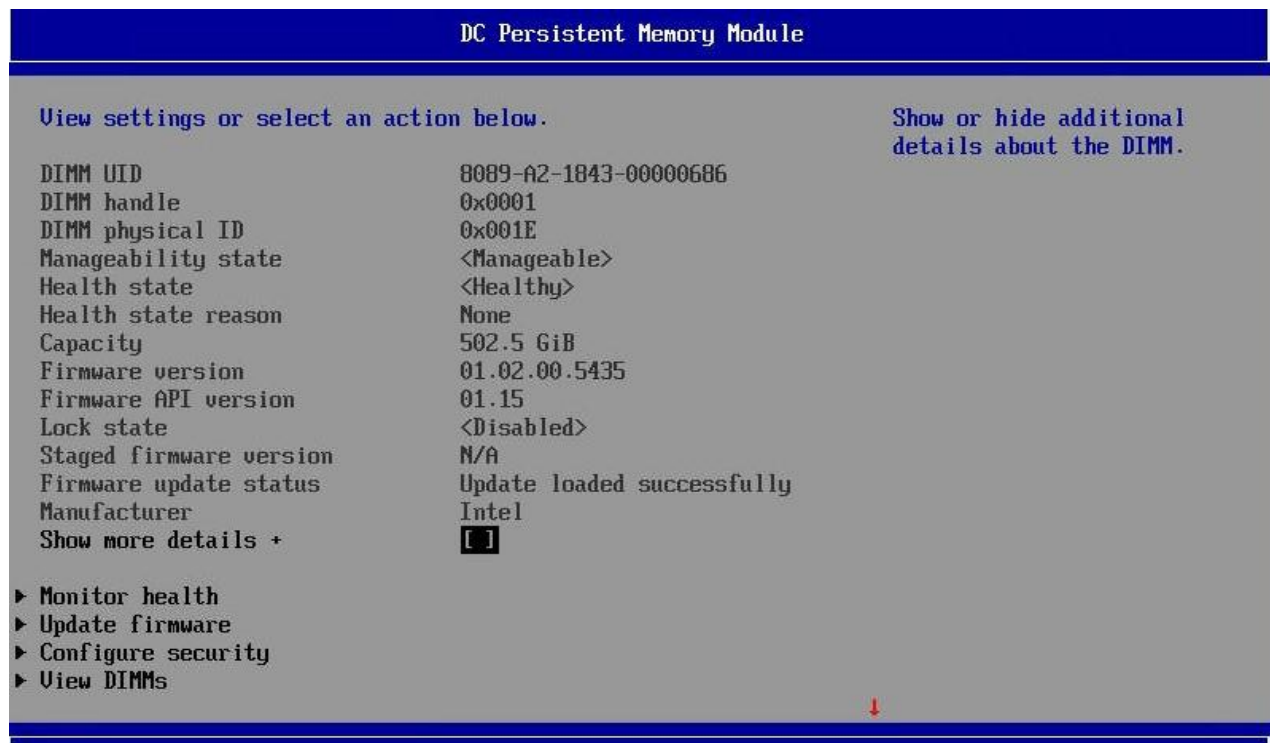 DC Persistent Memory Module
View settings or select an action below.
Show or hide additional
details about the DIMM.
DIMM UID 8089-A2-1843-00000686
DIMM handle 0x0001
DIMM physical ID 0x001E
Manageability state <Manageable>
Health state <Healthy>
Health state reason None
Capacity 502.5 GiB
Firmware version 01.02.00.5435
Firmware API version 01.15
Lock state <Disabled>
Staged firmware version N/A
Firmware update status Update loaded successfully
Manufacturer Intel
Show more details + [ ]
Monitor health
Update firmware
Configure security
View DIMMs